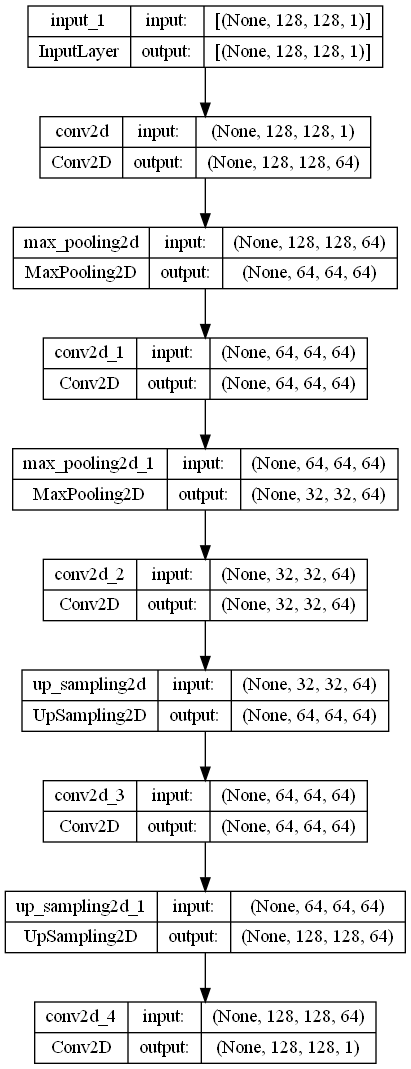 input_1 input: [(None, 128, 128, 1)]
InputLayer output: [(None, 128, 128, 1)]
conv2d input: (None, 128, 128, 1)
Conv2D output: (None, 128, 128, 64)
max_pooling2d input: (None, 128, 128, 64)
MaxPooling2D output: (None, 64, 64, 64)
conv2d_1 input: (None, 64, 64, 64)
Conv2D output: (None, 64, 64, 64)
max_pooling2d_1 input: (None, 64, 64, 64)
MaxPooling2D output: (None, 32, 32, 64)
conv2d_2 input: (None, 32, 32, 64)
Conv2D output: (None, 32, 32, 64)
up_sampling2d input: (None, 32, 32, 64)
UpSampling2D output: (None, 64, 64, 64)
conv2d_3 input: (None, 64, 64, 64)
Conv2D output: (None, 64, 64, 64)
up_sampling2d_1 input: (None, 64, 64, 64)
UpSampling2D output: (None, 128, 128, 64)
conv2d_4 input: (None, 128, 128, 64)
Conv2D output: (None, 128, 128, 1)